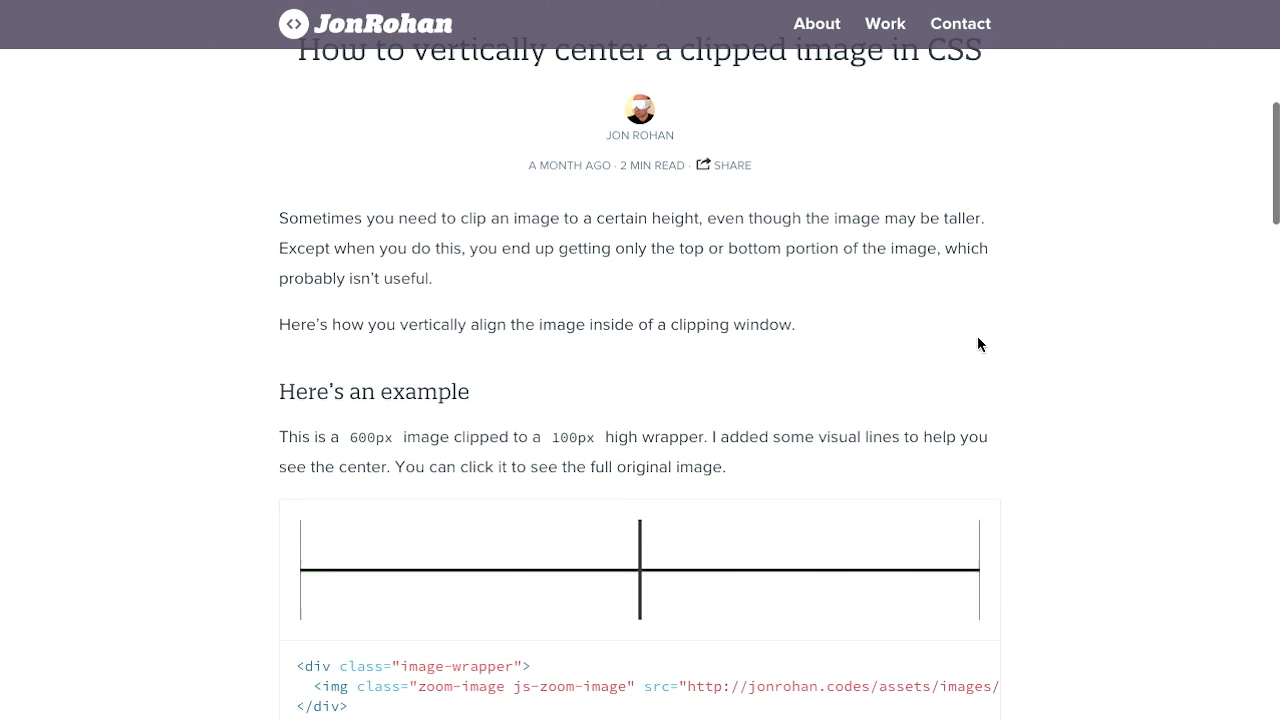 JonRohan
About Work Contact
How to vertically center a clipped image in CSS
JON ROHAN
A MONTH AGO · 2 MIN READ · SHARE
Sometimes you need to clip an image to a certain height, even though the image may be taller.
Except when you do this, you end up getting only the top or bottom portion of the image, which
probably isn’t useful.
Here’s how you vertically align the image inside of a clipping window.
Here’s an example
This is a 600px image clipped to a 100px high wrapper. I added some visual lines to help you
see the center. You can click it to see the full original image.
<div class="image-wrapper">
<img class="zoom-image js-zoom-image" src="http://jonrohan.codes/assets/images/
</div>